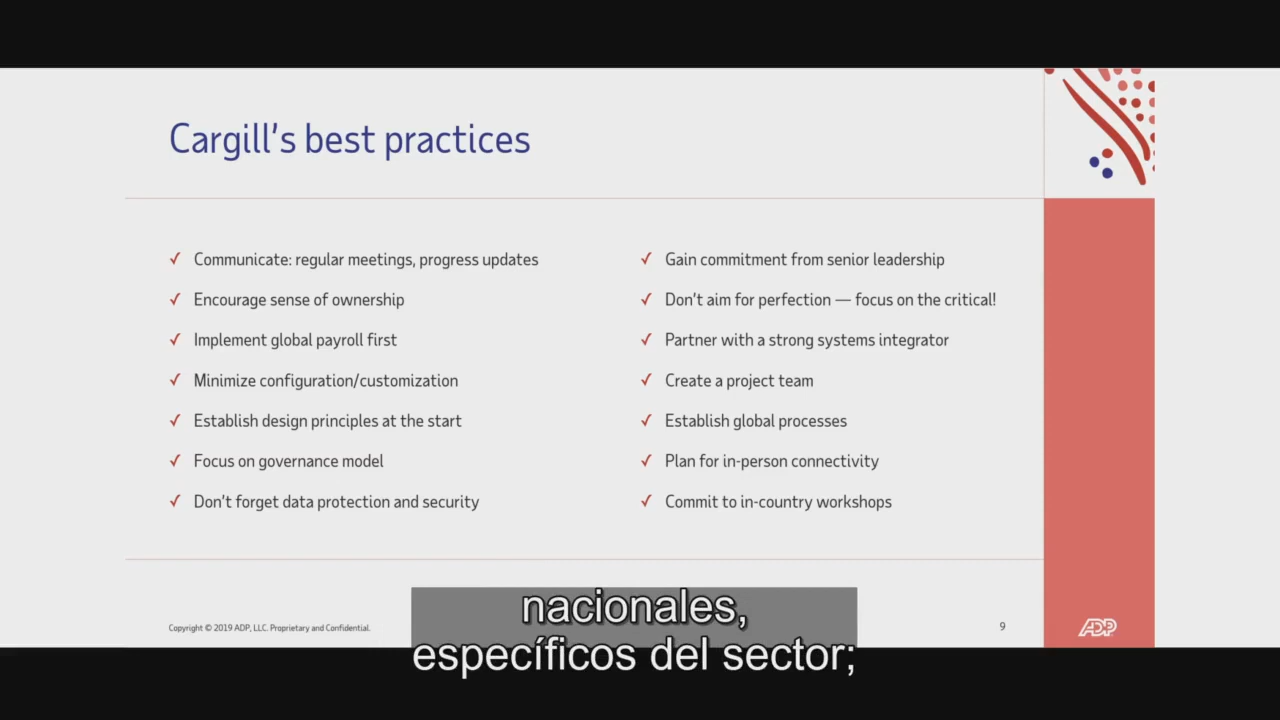 Cargill's best practices
✓ Communicate: regular meetings, progress updates
✓ Encourage sense of ownership
✓ Implement global payroll first
✓ Minimize configuration/customization
✓ Establish design principles at the start
✓ Focus on governance model
✓ Don't forget data protection and security
✓ Gain commitment from senior leadership
✓ Don't aim for perfection — focus on the critical!
✓ Partner with a strong systems integrator
✓ Create a project team
✓ Establish global processes
✓ Plan for in-person connectivity
✓ Commit to in-country workshops
Copyright © 2019 ADP, LLC. Proprietary and Confidential.
9
ADP
nacionales,
específicos del sector;